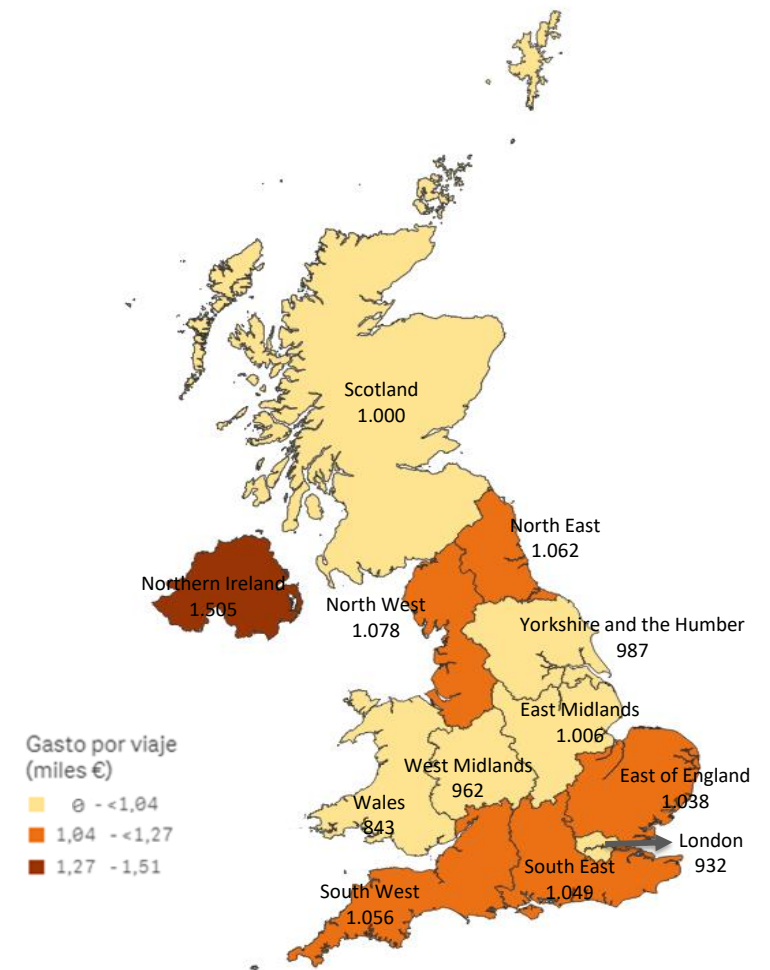 Scotland
1.000
North East
1.062
Northern Ireland
1.505
North West
1.078
Yorkshire and the Humber
987
East Midlands
1.006
West Midlands
962
East of England
1.038
Wales
843
London
932
South East
1.049
South West
1.056
Gasto por viaje
(miles €)
0 - <1,04
1,04 - <1,27
1,27 - 1,51